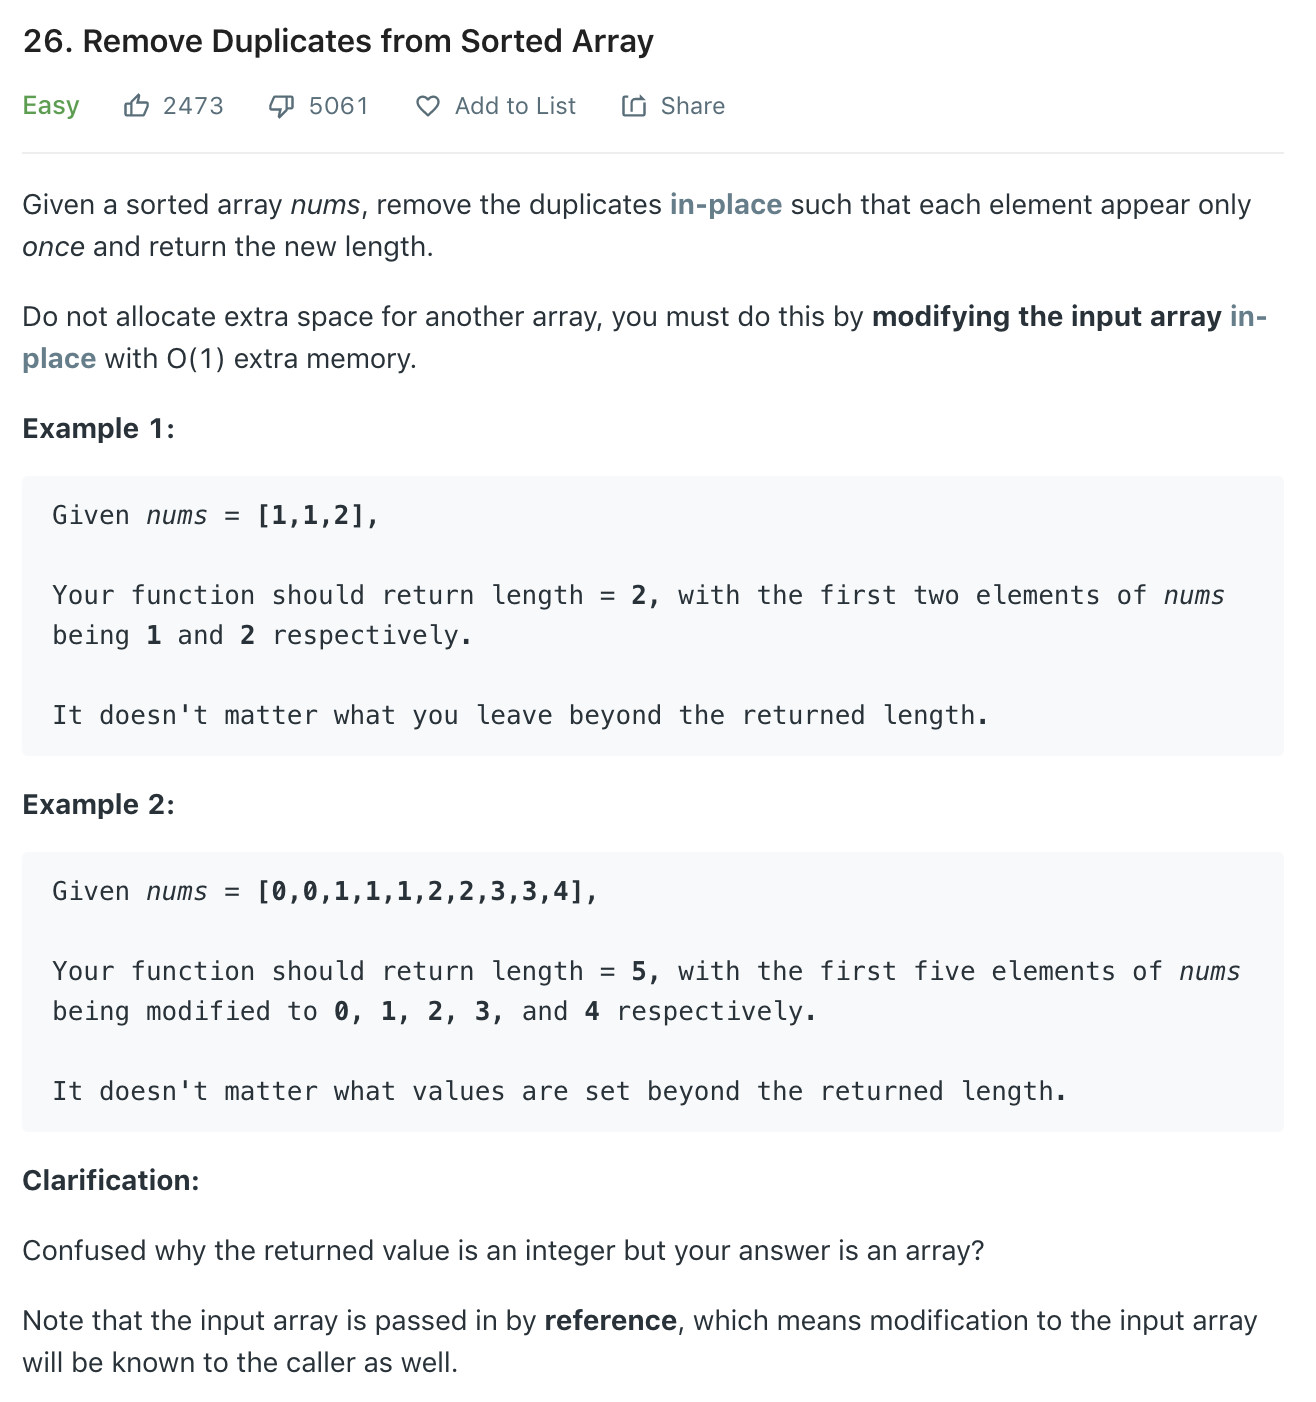 26. Remove Duplicates from Sorted Array
Easy 2473 5061 Add to List Share
Given a sorted array nums, remove the duplicates in-place such that each element appear only
once and return the new length.
Do not allocate extra space for another array, you must do this by modifying the input array in-
place with O(1) extra memory.
Example 1:
Given nums = [1,1,2],
Your function should return length = 2, with the first two elements of nums
being 1 and 2 respectively.
It doesn't matter what you leave beyond the returned length.
Example 2:
Given nums = [0,0,1,1,1,2,2,3,3,4],
Your function should return length = 5, with the first five elements of nums
being modified to 0, 1, 2, 3, and 4 respectively.
It doesn't matter what values are set beyond the returned length.
Clarification:
Confused why the returned value is an integer but your answer is an array?
Note that the input array is passed in by reference, which means modification to the input array
will be known to the caller as well.